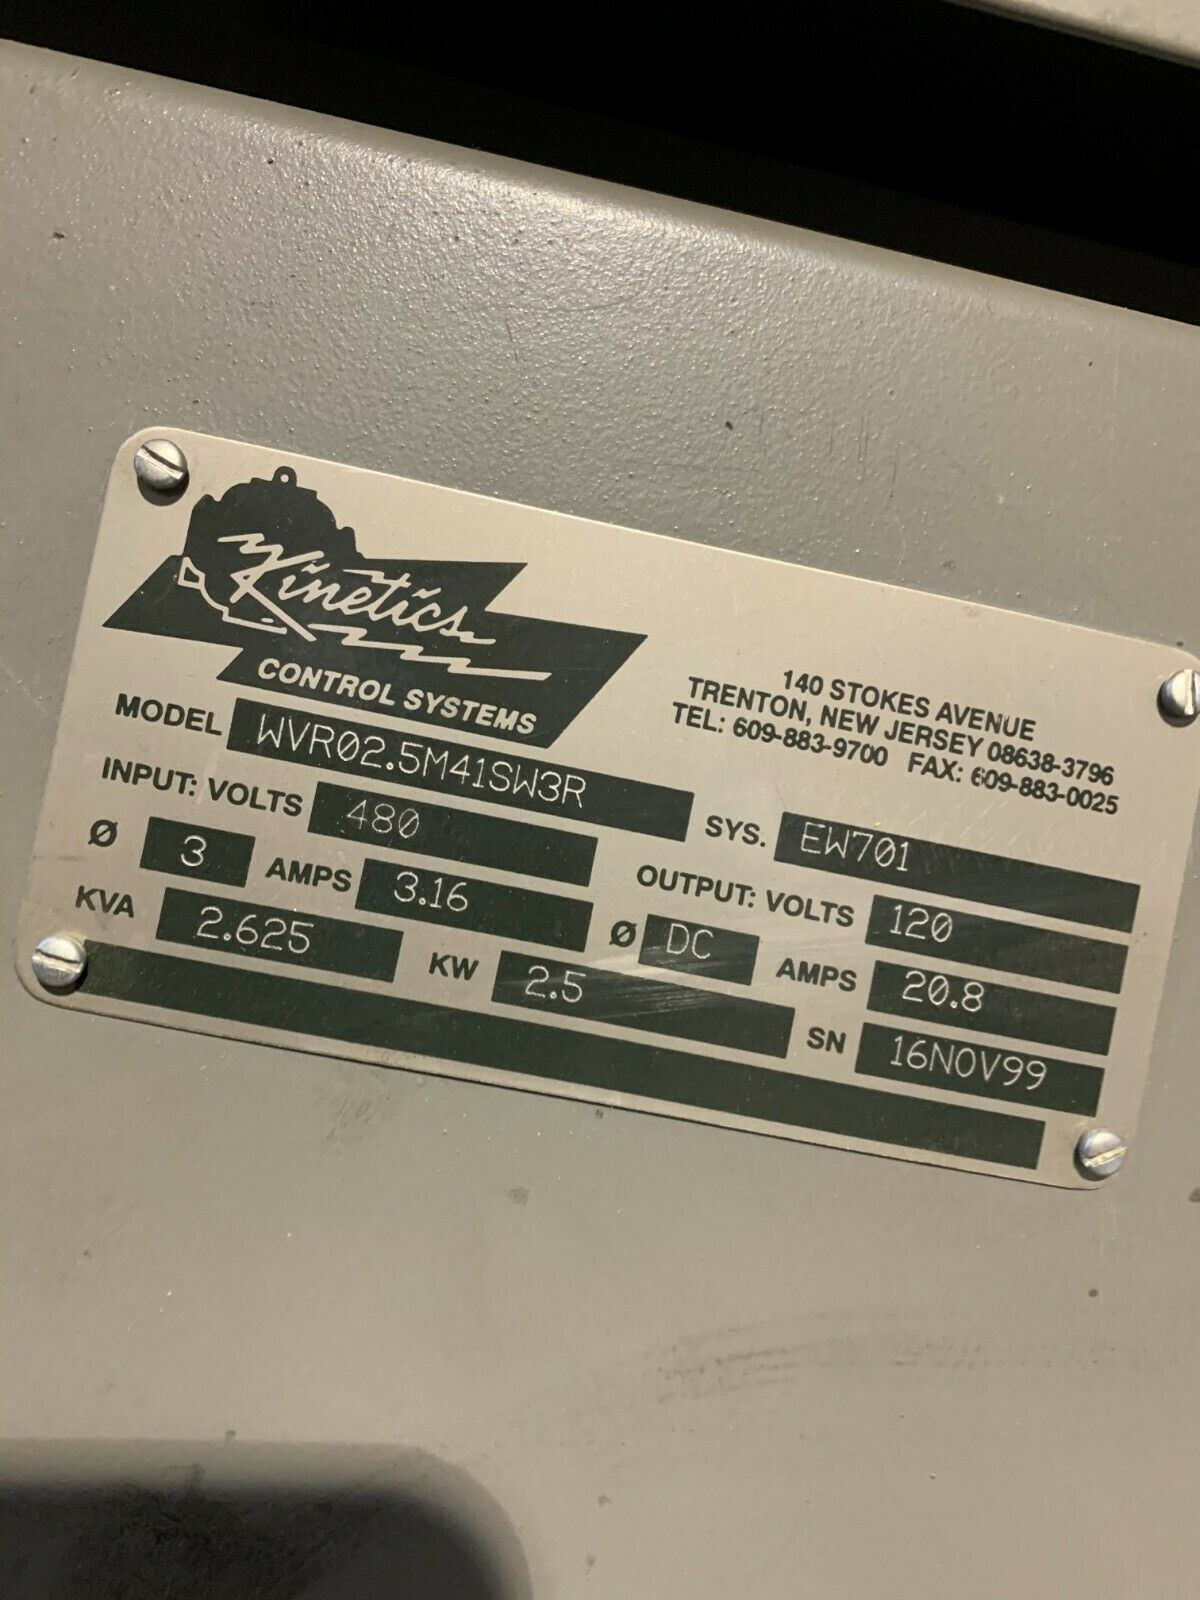 Kinetics
CONTROL SYSTEMS
140 STOKES AVENUE
TRENTON, NEW JERSEY 08638-3796
TEL: 609-883-9700 FAX: 609-883-0025
MODEL WVR02.5M41SW3R SYS. EW701
INPUT: VOLTS 480 OUTPUT: VOLTS 120
Ø 3 AMPS 3.16 Ø DC AMPS 20.8
KVA 2.625 KW 2.5 SN 16NOV99